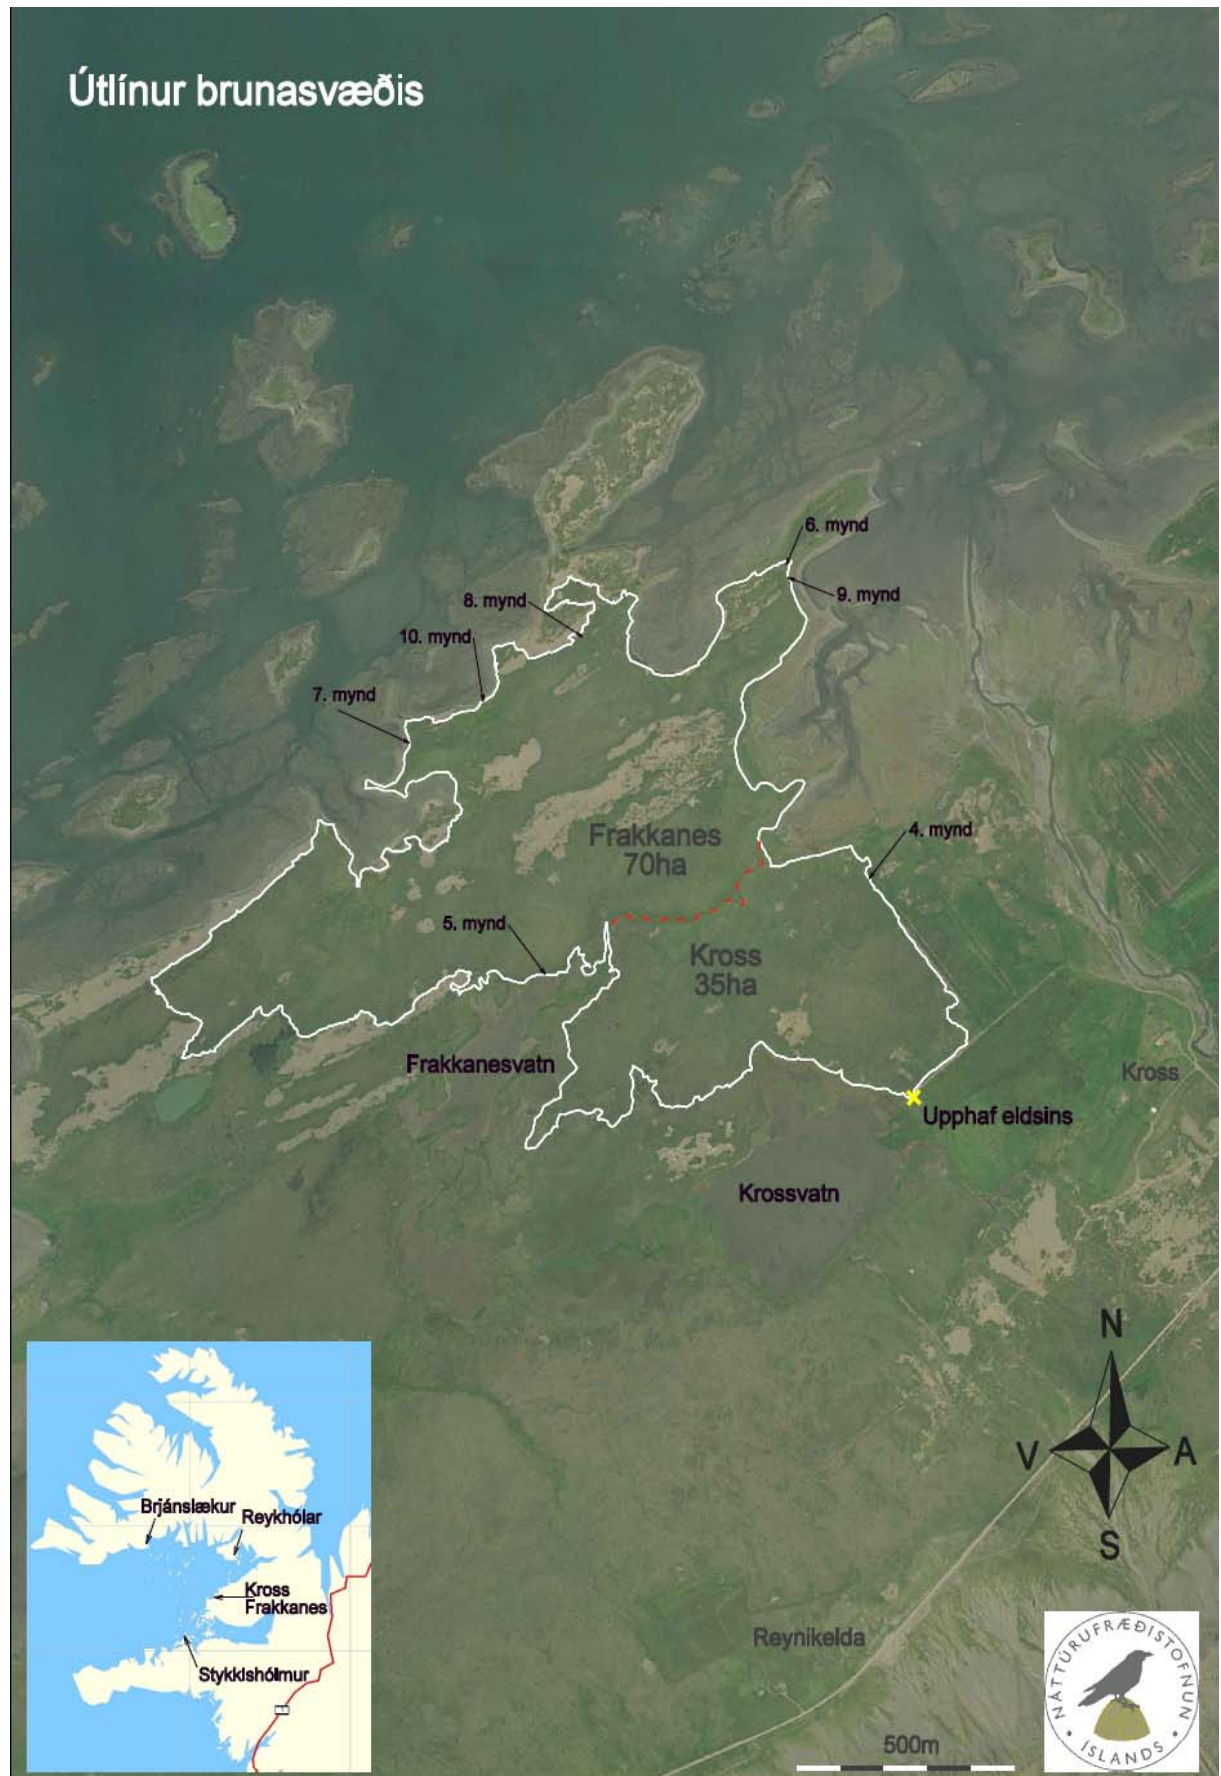 Útlínur brunasvæðis
6. mynd
9. mynd
8. mynd
10. mynd
7. mynd
4. mynd
Frakkanes
70ha
5. mynd
Kross
35ha
Frakkanesvatn
Kross
Upphaf eldsins
Krossvatn
N
V
A
S
Brjánslækur
Reykhólar
Kross
Frakkanes
Stykkishólmur
1
Reynikelda
500m
NÁTTÚRUFRÆÐISTOFNUN
• ÍSLANDS •